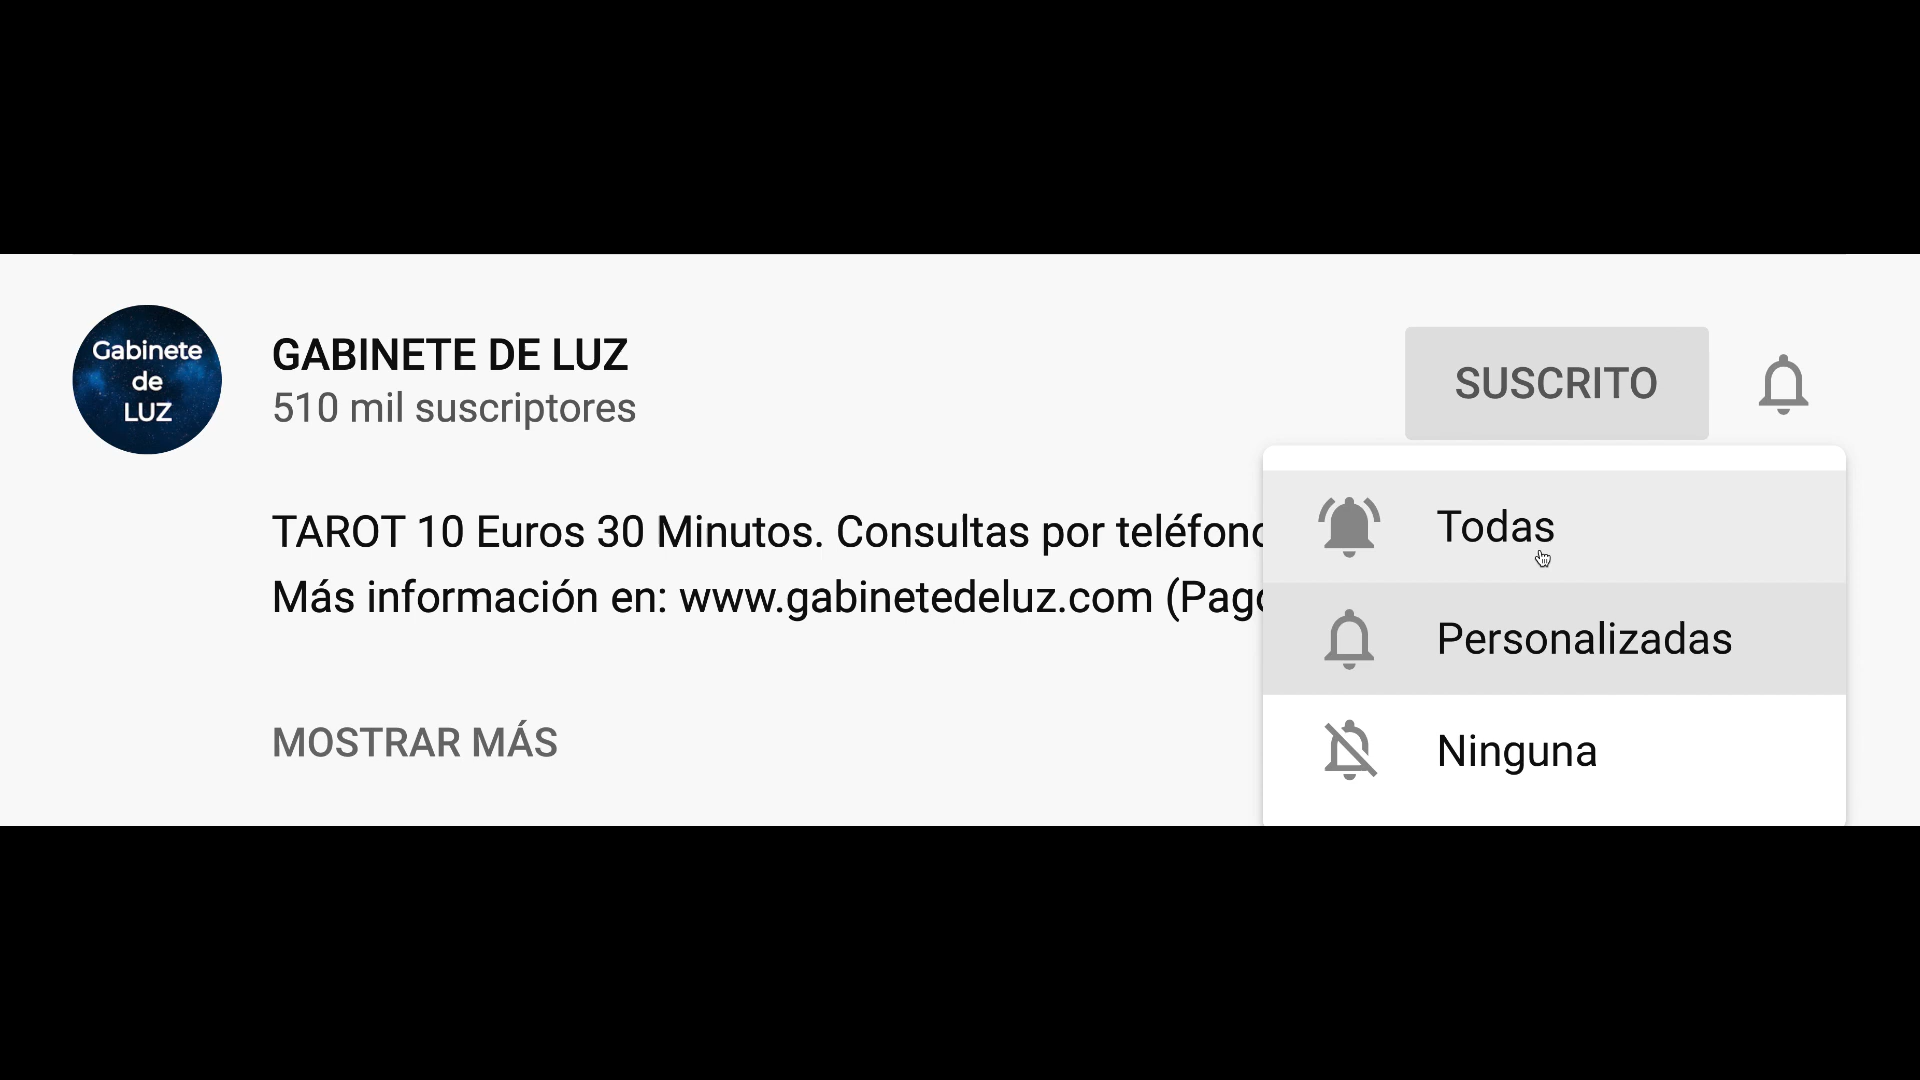 Gabinete
de
LUZ
GABINETE DE LUZ
510 mil suscriptores
SUSCRITO
TAROT 10 Euros 30 Minutos. Consultas por teléfono
Más información en: www.gabinetedeluz.com (Pago
MOSTRAR MÁS
Todas
Personalizadas
Ninguna